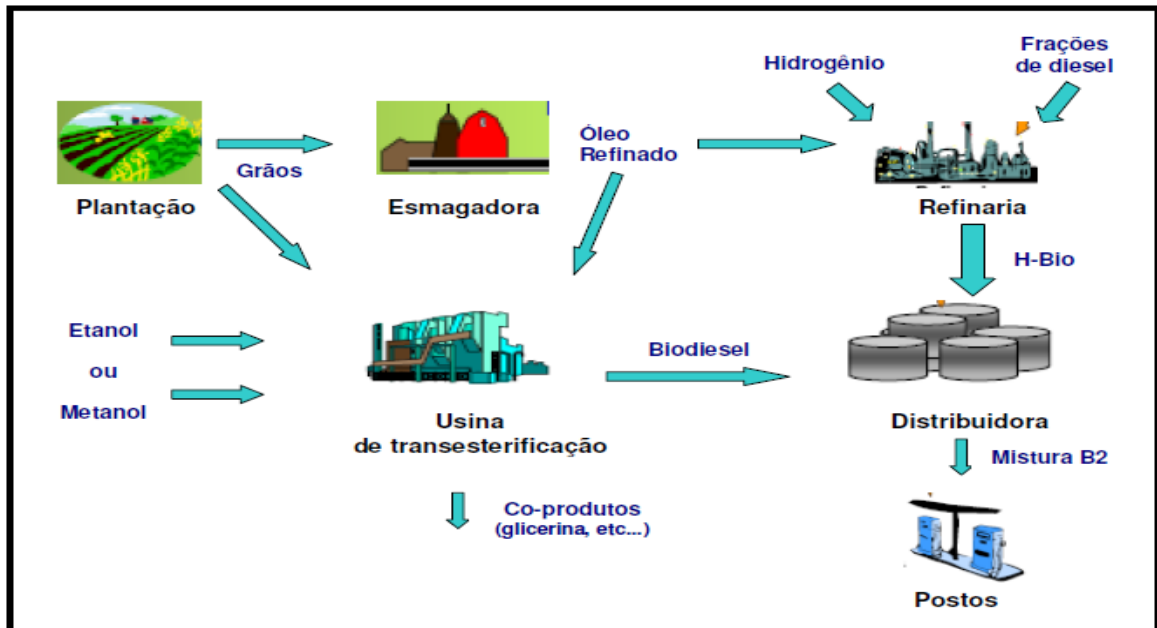 Hidrogênio
Frações
de diesel
Óleo
Refinado
Grãos
Plantação
Esmagadora
Refinaria
H-Bio
Etanol
ou
Metanol
Biodiesel
Usina
de transesterificação
Distribuidora
Mistura B2
Co-produtos
(glicerina, etc...)
Postos